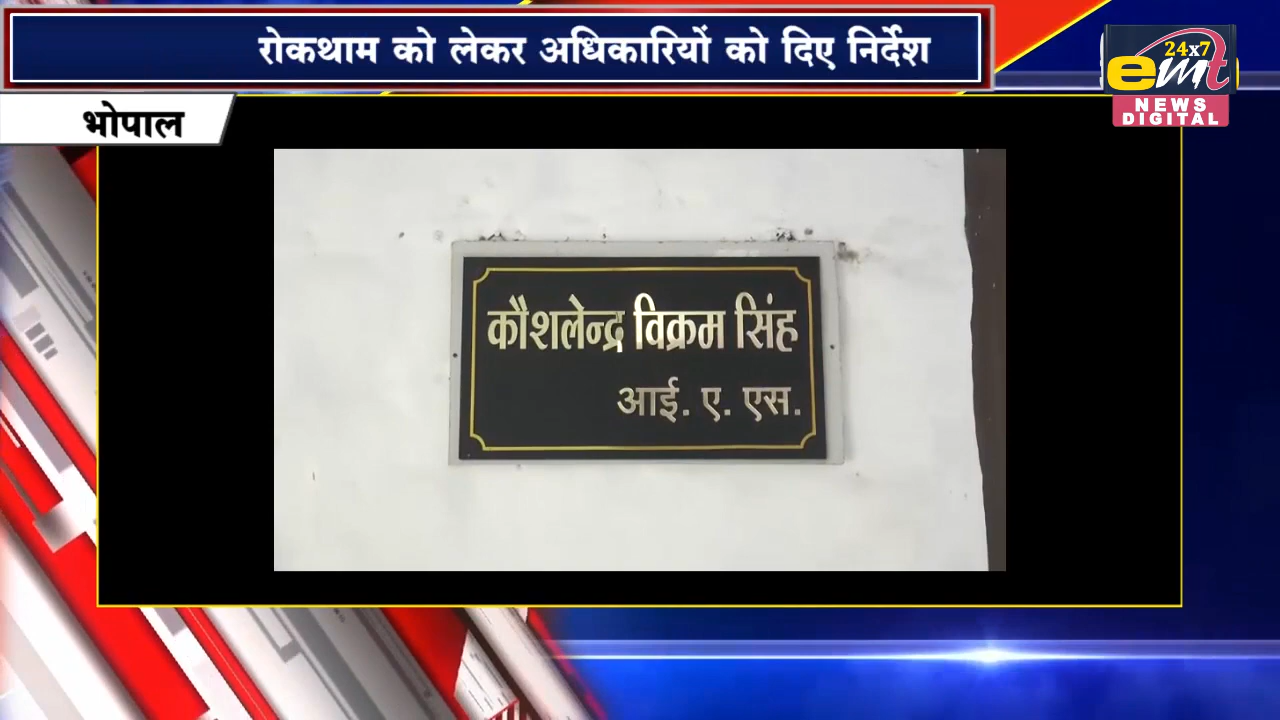 रोकथाम को लेकर अधिकारियों को दिए निर्देश
24x7
emt
NEWS
DIGITAL
भोपाल
कौशलेन्द्र विक्रम सिंह
आई. ए. एस.